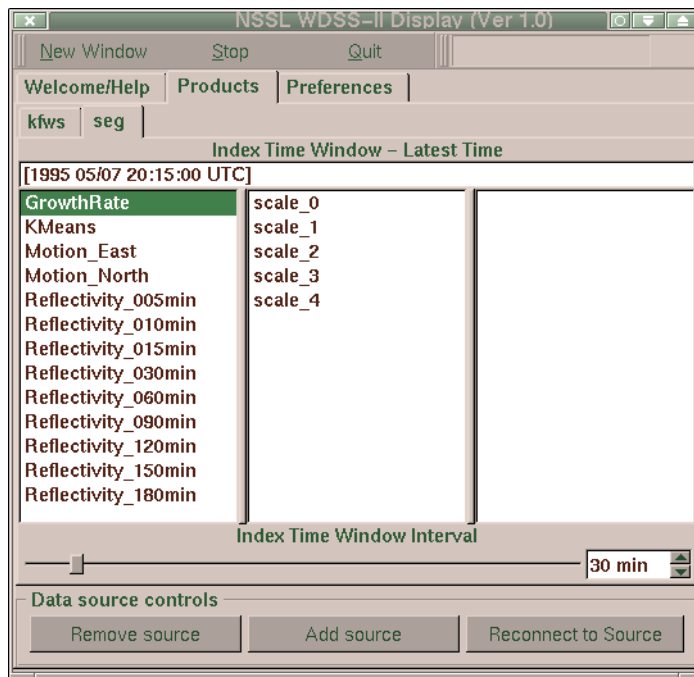 NSSL WDSS-II Display (Ver 1.0)
New Window Stop Quit
Welcome/Help Products Preferences
kfws seg
Index Time Window – Latest Time
[1995 05/07 20:15:00 UTC]
GrowthRate
KMeans
Motion_East
Motion_North
Reflectivity_005min
Reflectivity_010min
Reflectivity_015min
Reflectivity_030min
Reflectivity_060min
Reflectivity_090min
Reflectivity_120min
Reflectivity_150min
Reflectivity_180min
scale_0
scale_1
scale_2
scale_3
scale_4
Index Time Window Interval
30 min
Data source controls
Remove source Add source Reconnect to Source